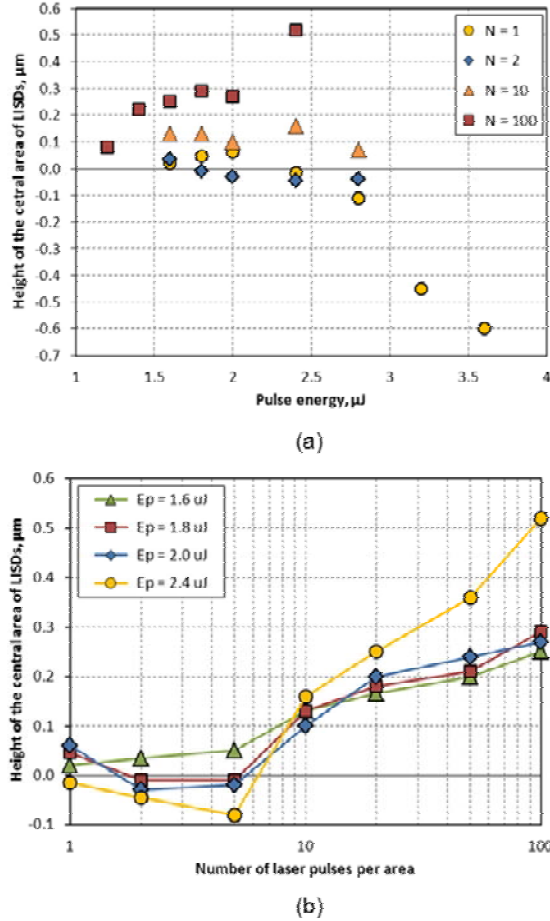 0.6
0.5
0.4
0.3
0.2
0.1
0.0
-0.1
-0.2
-0.3
-0.4
-0.5
-0.6
-0.7
Height of the cetral area of LISDs, µm
N = 1
N = 2
N = 10
N = 100
1 1.5 2 2.5 3 3.5 4
Pulse energy, µJ
(a)
0.6
0.5
0.4
0.3
0.2
0.1
0.0
-0.1
Height of the central area of LISDs, µm
Ep = 1.6 uJ
Ep = 1.8 uJ
Ep = 2.0 uJ
Ep = 2.4 uJ
1 10 100
Number of laser pulses per area
(b)